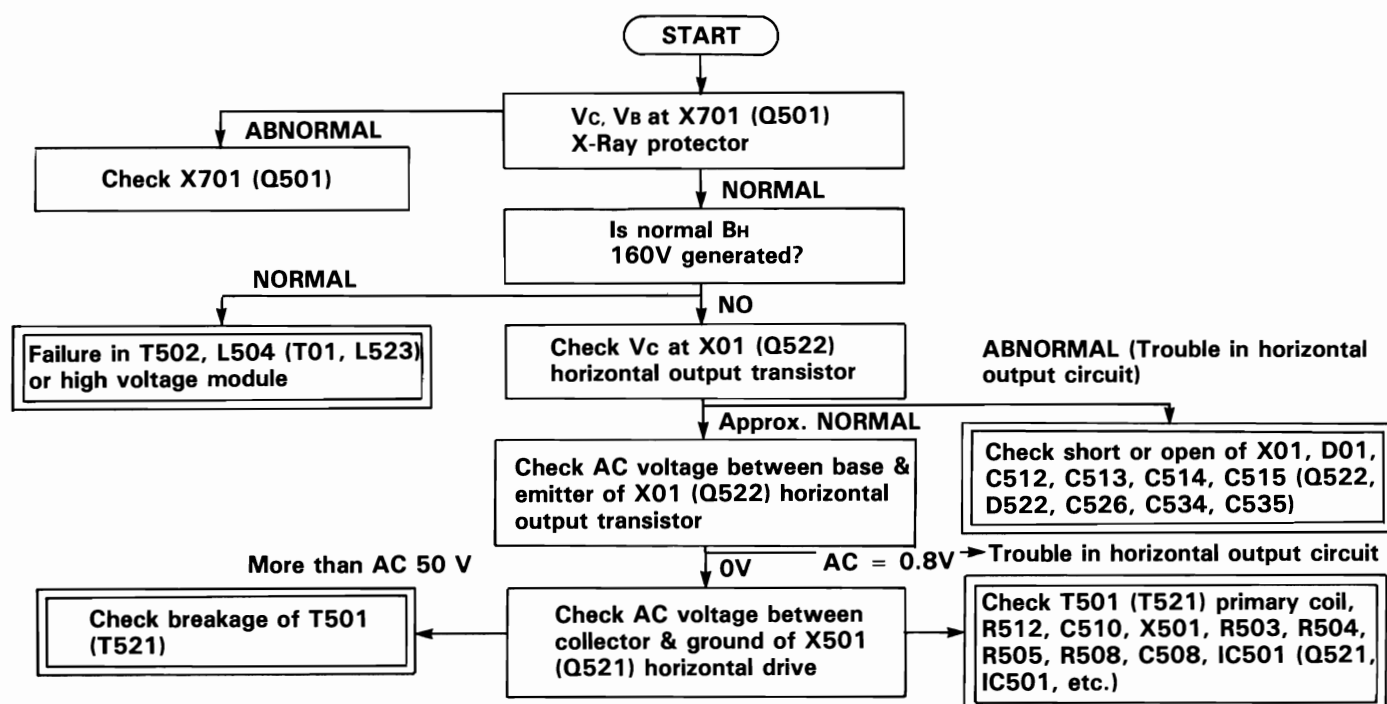 START
Vc, VB at X701 (Q501)
X-Ray protector
ABNORMAL
Check X701 (Q501)
NORMAL
Is normal BH
160V generated?
NORMAL
NO
Failure in T502, L504 (T01, L523)
or high voltage module
Check Vc at X01 (Q522)
horizontal output transistor
ABNORMAL (Trouble in horizontal
output circuit)
Approx. NORMAL
Check AC voltage between base &
emitter of X01 (Q522) horizontal
output transistor
Check short or open of X01, D01,
C512, C513, C514, C515 (Q522,
D522, C526, C534, C535)
More than AC 50 V
0V
AC = 0.8V
Trouble in horizontal output circuit
Check breakage of T501
(T521)
Check AC voltage between
collector & ground of X501
(Q521) horizontal drive
Check T501 (T521) primary coil,
R512, C510, X501, R503, R504,
R505, R508, C508, IC501 (Q521,
IC501, etc.)